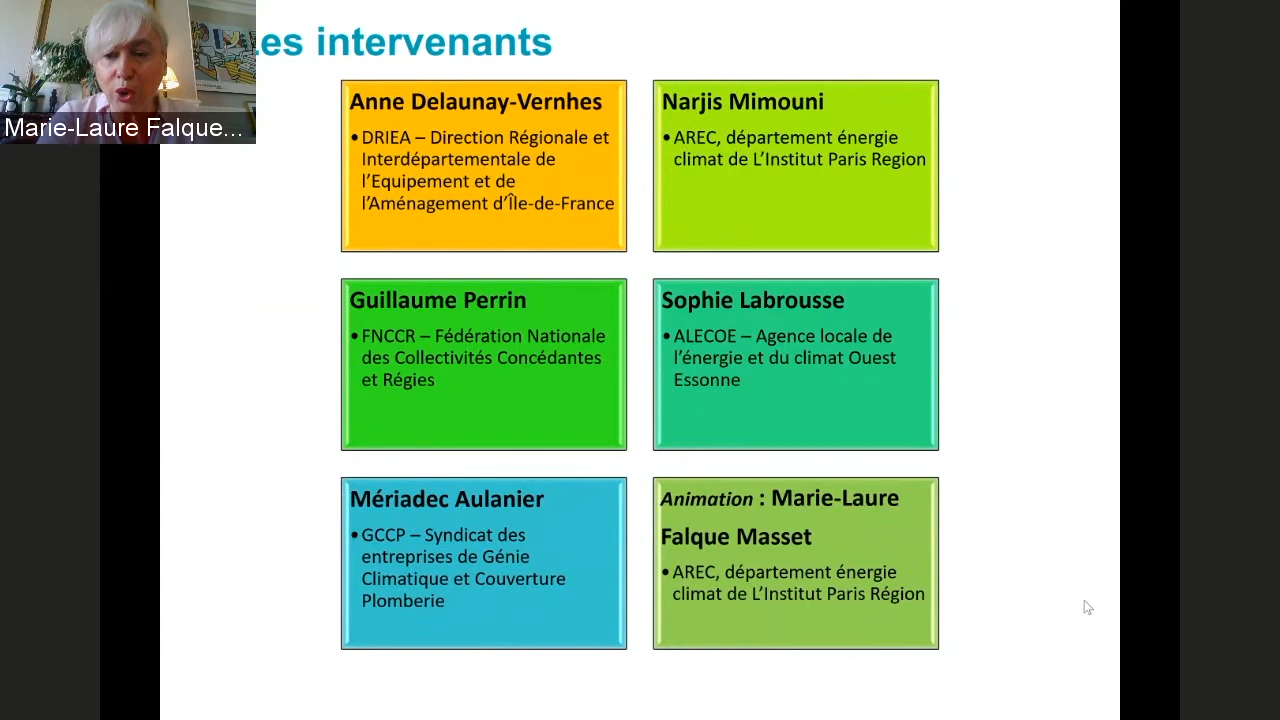 Les intervenants
Marie-Laure Falque...
Anne Delaunay-Vernhes
• DRIEA – Direction Régionale et
Interdépartementale de
l'Equipement et de
l'Aménagement d'Île-de-France
Narjis Mimouni
• AREC, département énergie
climat de L'Institut Paris Region
Guillaume Perrin
• FNCCR – Fédération Nationale
des Collectivités Concédantes
et Régies
Sophie Labrousse
• ALECOE – Agence locale de
l'énergie et du climat Ouest
Essonne
Mériadec Aulanier
• GCCP – Syndicat des
entreprises de Génie
Climatique et Couverture
Plomberie
Animation : Marie-Laure
Falque Masset
• AREC, département énergie
climat de L'Institut Paris Région